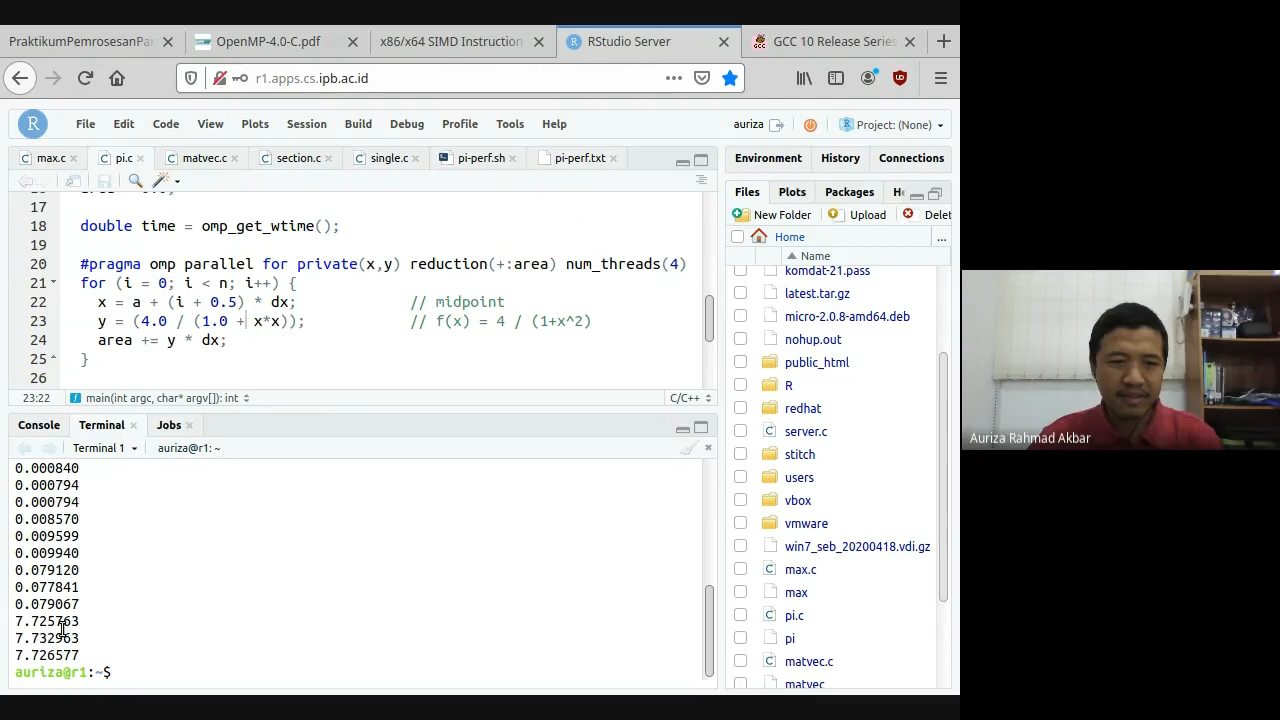 PraktikumPemrosesanPar
OpenMP-4.0-C.pdf
x86/x64 SIMD Instruction
RStudio Server
GCC 10 Release Series
r1.apps.cs.ipb.ac.id
R File Edit Code View Plots Session Build Debug Profile Tools Help
auriza Project: (None)
max.c pi.c matvec.c section.c single.c pi-perf.sh pi-perf.txt
17
18 double time = omp_get_wtime();
19
20 #pragma omp parallel for private(x,y) reduction(+:area) num_threads(4)
21 for (i = 0; i < n; i++) {
22 x = a + (i + 0.5) * dx; // midpoint
23 y = (4.0 / (1.0 + x*x)); // f(x) = 4 / (1+x^2)
24 area += y * dx;
25 }
26
23:22 main(int argc, char* argv[]): int C/C++
Console Terminal Jobs
Terminal 1 auriza@r1: ~
0.000840
0.000794
0.000794
0.008570
0.009599
0.009940
0.079120
0.077841
0.079067
7.725763
7.732963
7.726577
auriza@r1:~$
Environment History Connections
Files Plots Packages He
New Folder Upload Delet
Home ...
Name
komdat-21.pass
latest.tar.gz
micro-2.0.8-amd64.deb
nohup.out
public_html
R
redhat
server.c
stitch
users
vbox
vmware
win7_seb_20200418.vdi.gz
max.c
max
pi.c
pi
matvec.c
matvec
Auriza Rahmad Akbar